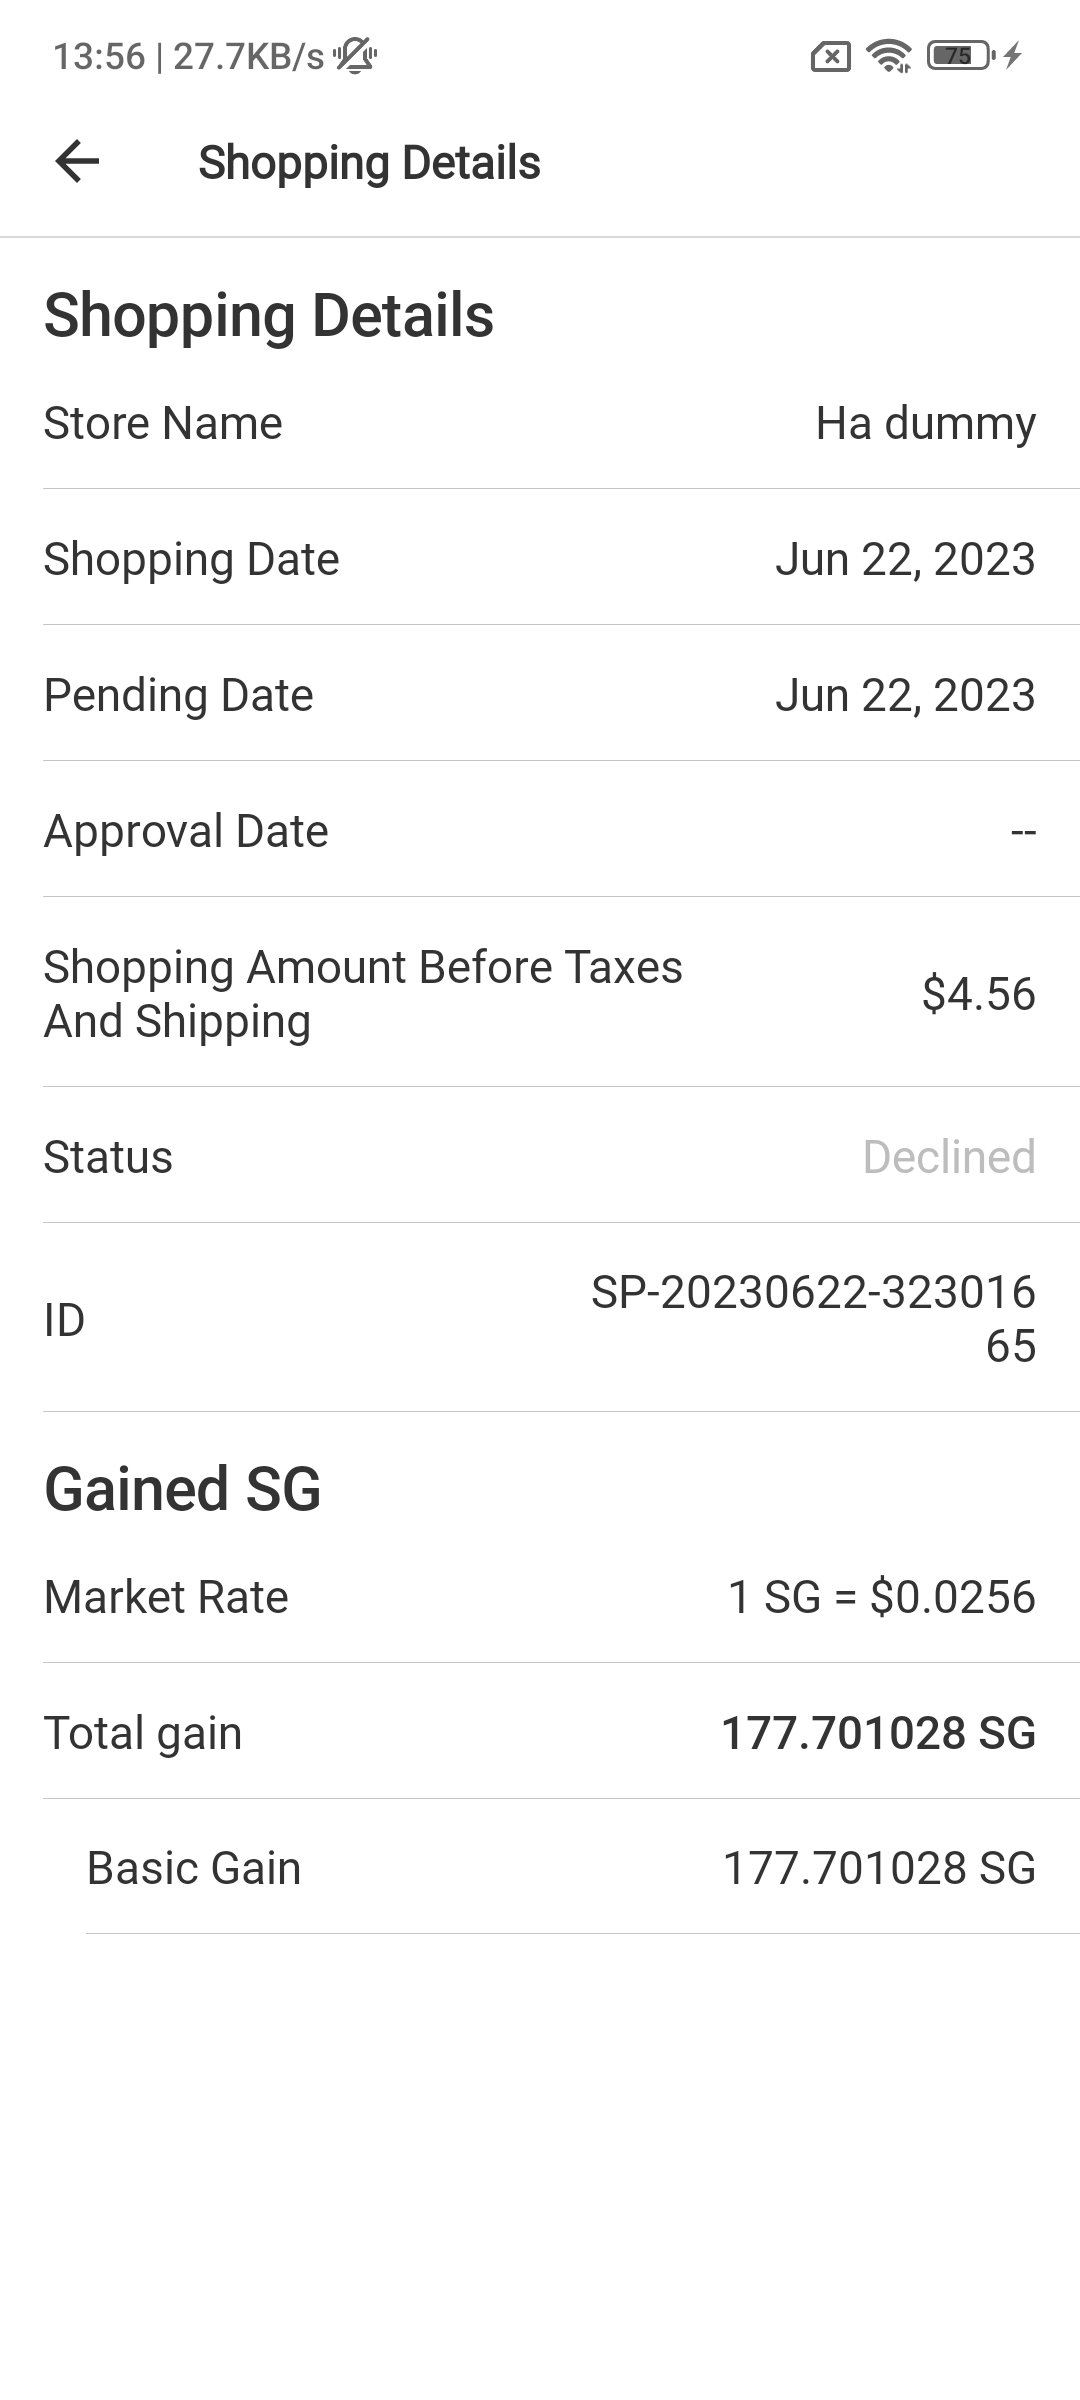 13:56 | 27.7KB/s
75
Shopping Details
Shopping Details
Store Name
Ha dummy
Shopping Date
Jun 22, 2023
Pending Date
Jun 22, 2023
Approval Date
--
Shopping Amount Before Taxes
And Shipping
$4.56
Status
Declined
ID
SP-20230622-323016
65
Gained SG
Market Rate
1 SG = $0.0256
Total gain
177.701028 SG
Basic Gain
177.701028 SG